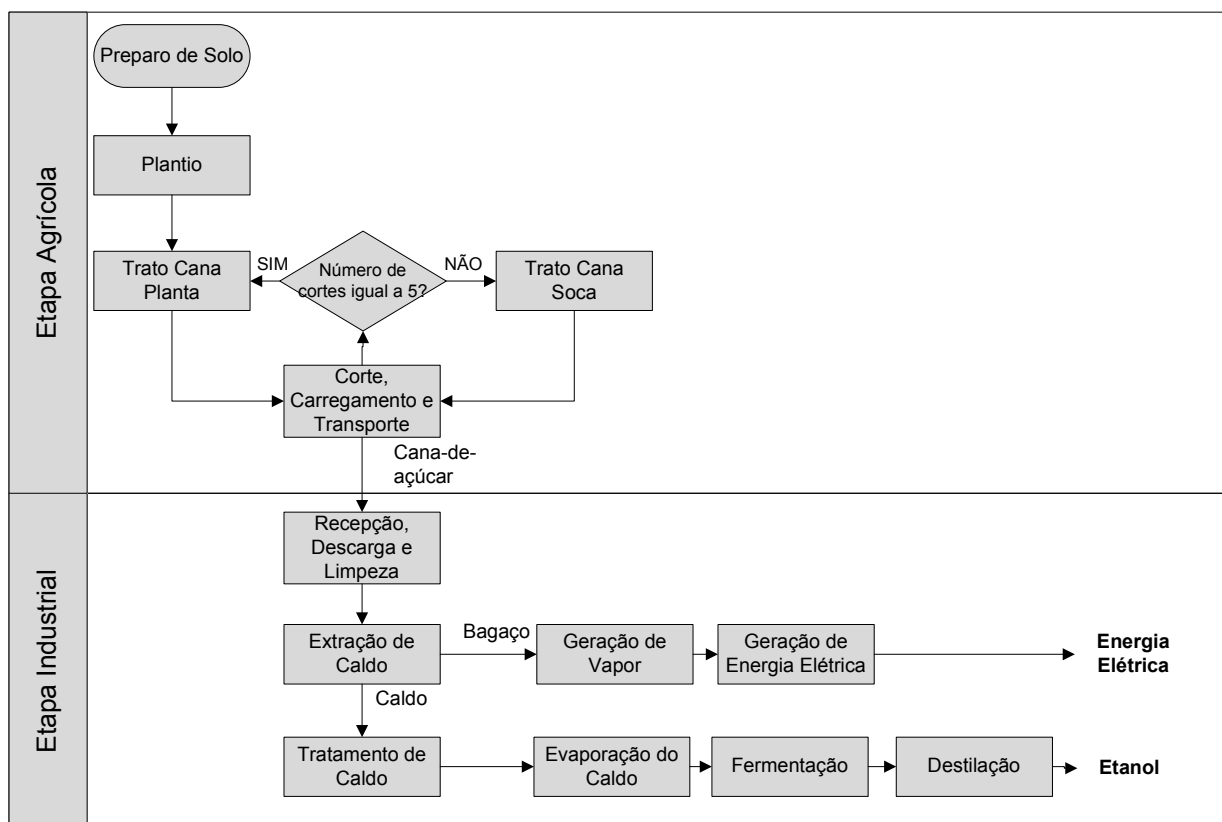 Etapa Agrícola
Preparo de Solo
Plantio
Trato Cana
Planta
SIM
Número de
cortes igual a 5?
NÃO
Trato Cana
Soca
Corte,
Carregamento e
Transporte
Cana-de-
açúcar
Etapa Industrial
Recepção,
Descarga e
Limpeza
Extração de
Caldo
Bagaço
Geração de
Vapor
Geração de
Energia Elétrica
Energia
Elétrica
Caldo
Tratamento de
Caldo
Evaporação do
Caldo
Fermentação
Destilação
Etanol